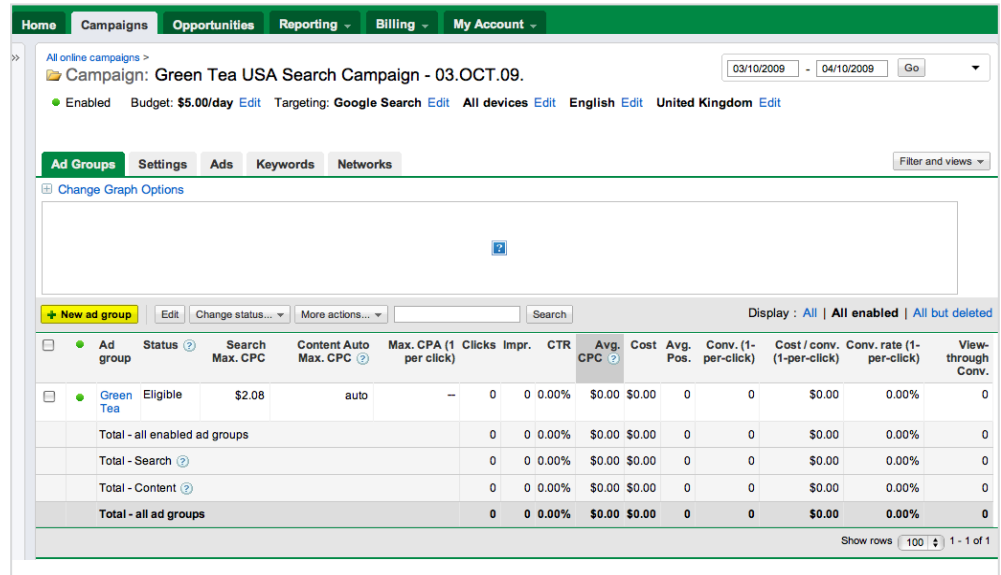 Home Campaigns Opportunities Reporting Billing My Account
»
All online campaigns >
Campaign: Green Tea USA Search Campaign - 03.OCT.09.
03/10/2009 - 04/10/2009 Go
Enabled Budget: $5.00/day Edit Targeting: Google Search Edit All devices Edit English Edit United Kingdom Edit
Ad Groups Settings Ads Keywords Networks
Filter and views
Change Graph Options
?
+ New ad group Edit Change status... More actions... Search
Display : All | All enabled | All but deleted
Ad group Status ? Search Max. CPC Content Auto Max. CPC ? Max. CPA (1 per click) Clicks Impr. CTR Avg. CPC ? Cost Avg. Pos. Conv. (1-per-click) Cost / conv. (1-per-click) Conv. rate (1-per-click) View-through Conv.
Green Tea Eligible $2.08 auto -- 0 0 0.00% $0.00 $0.00 0 0 $0.00 0.00% 0
Total - all enabled ad groups 0 0 0.00% $0.00 $0.00 0 0 $0.00 0.00% 0
Total - Search ? 0 0 0.00% $0.00 $0.00 0 0 $0.00 0.00% 0
Total - Content ? 0 0 0.00% $0.00 $0.00 0 0 $0.00 0.00% 0
Total - all ad groups 0 0 0.00% $0.00 $0.00 0 0 $0.00 0.00% 0
Show rows 100 1 - 1 of 1